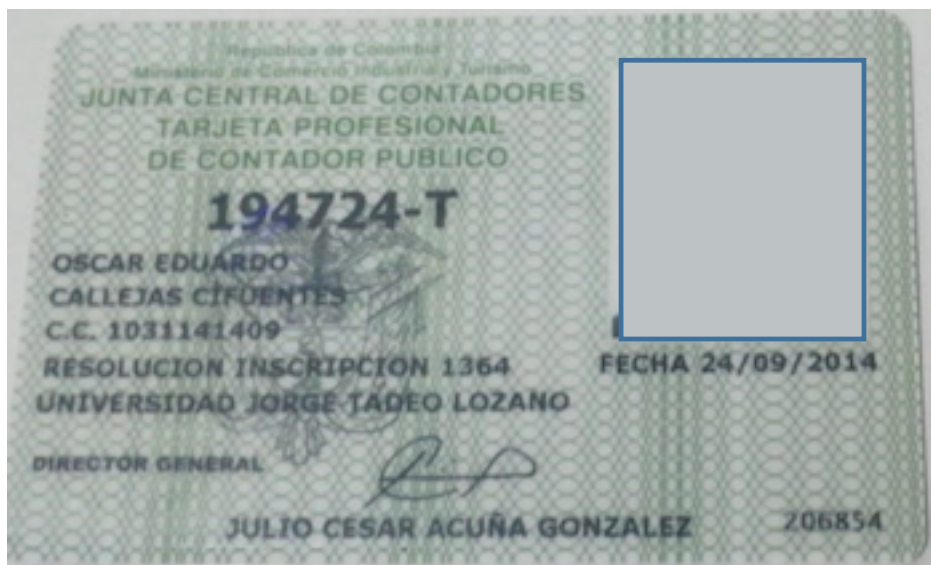 República de Colombia
Ministerio de Comercio Industria y Turismo
JUNTA CENTRAL DE CONTADORES
TARJETA PROFESIONAL
DE CONTADOR PUBLICO
194724-T
OSCAR EDUARDO
CALLEJAS CIFUENTES
C.C. 1031141409
RESOLUCION INSCRIPCION 1364 FECHA 24/09/2014
UNIVERSIDAD JORGE TADEO LOZANO
DIRECTOR GENERAL
JULIO CESAR ACUÑA GONZALEZ 206854